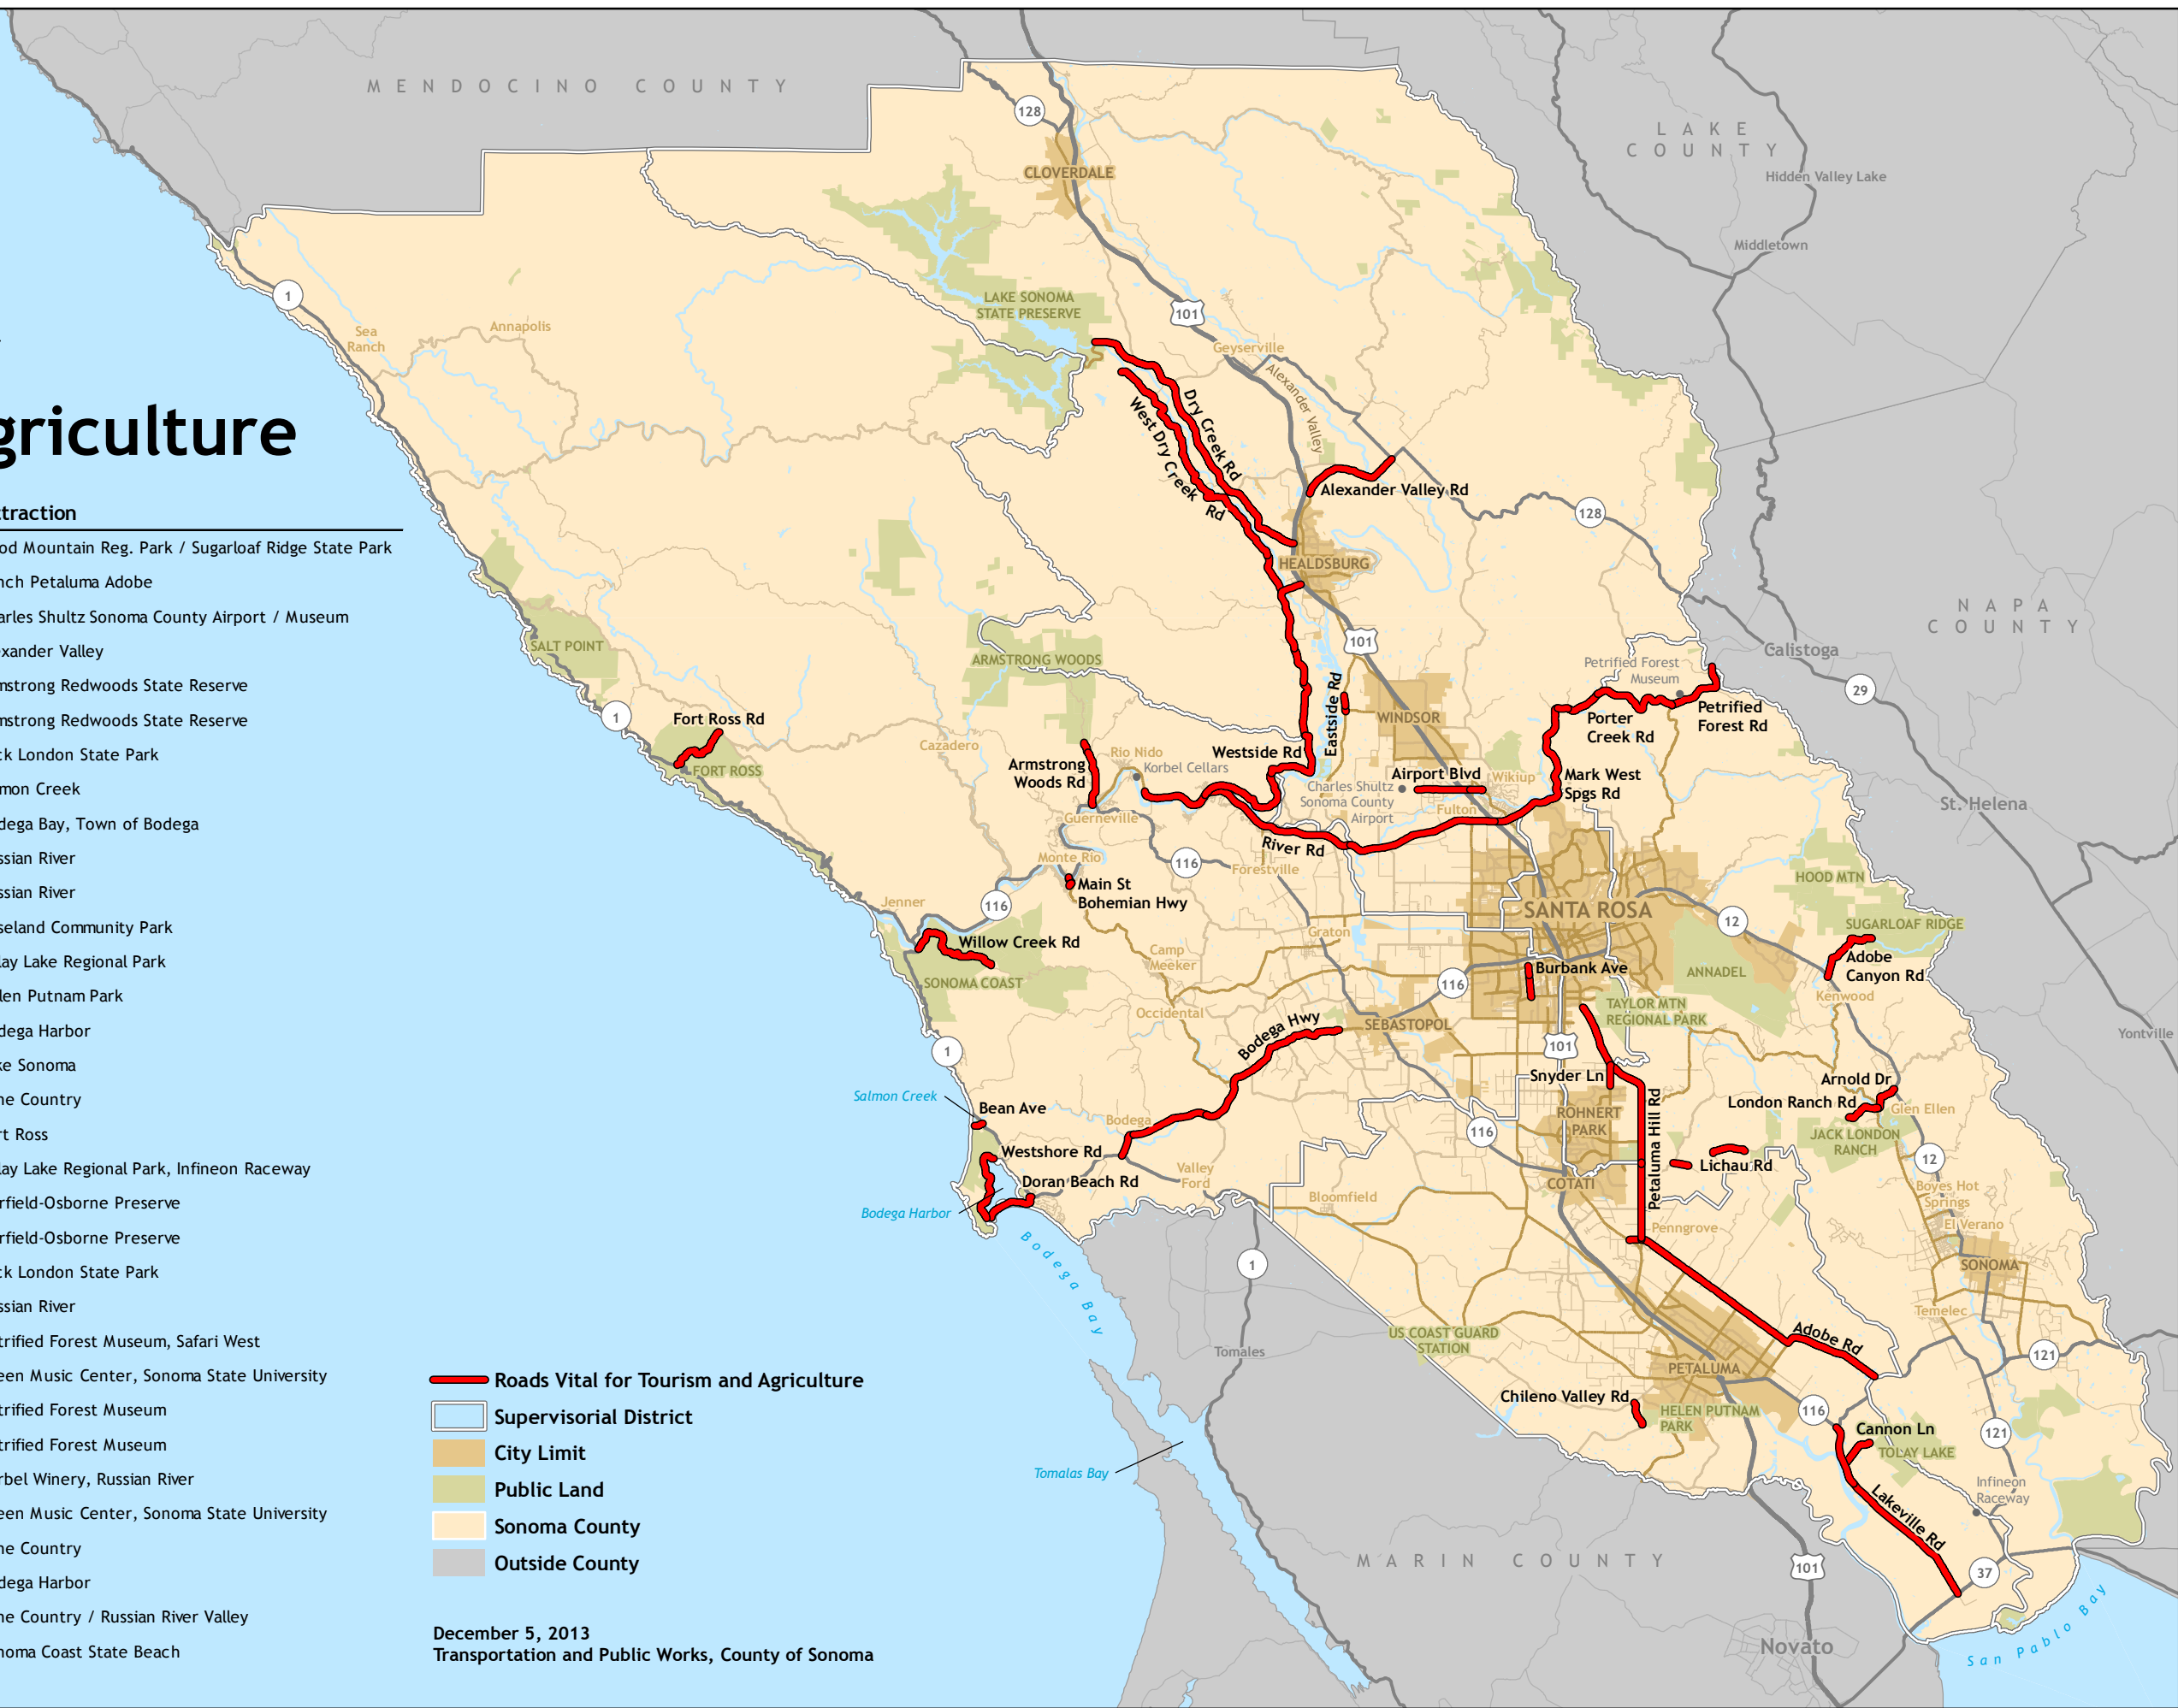 MENDOCINO COUNTY
LAKE
COUNTY
Hidden Valley Lake
Middletown
128
CLOVERDALE
LAKE SONOMA
STATE PRESERVE
101
Geyserville
Alexander Valley
1
Sea
Ranch
Annapolis
griculture
Dry Creek Rd
West Dry Creek
Rd
Alexander Valley Rd
128
HEALDSBURG
NAPA
COUNTY
Calistoga
29
St. Helena
Yontville
traction
od Mountain Reg. Park / Sugarloaf Ridge State Park
nch Petaluma Adobe
arles Shultz Sonoma County Airport / Museum
exander Valley
mstrong Redwoods State Reserve
mstrong Redwoods State Reserve
ck London State Park
mon Creek
dega Bay, Town of Bodega
ssian River
ssian River
seland Community Park
lay Lake Regional Park
len Putnam Park
dega Harbor
ke Sonoma
ne Country
rt Ross
lay Lake Regional Park, Infineon Raceway
rfield-Osborne Preserve
rfield-Osborne Preserve
ck London State Park
ssian River
trified Forest Museum, Safari West
een Music Center, Sonoma State University
trified Forest Museum
trified Forest Museum
rbel Winery, Russian River
een Music Center, Sonoma State University
ne Country
dega Harbor
ne Country / Russian River Valley
noma Coast State Beach
SALT POINT
1
ARMSTRONG WOODS
101
Eastside Rd
WINDSOR
Petrified Forest
Museum
Petrified
Forest Rd
Porter
Creek Rd
Fort Ross Rd
FORT ROSS
Cazadero
Armstrong
Woods Rd
Rio Nido
Korbel Cellars
Westside Rd
Airport Blvd
Wikiup
Mark West
Spgs Rd
Charles Shultz
Sonoma County
Airport
Fulton
Guerneville
River Rd
Monte Rio
116
Forestville
Main St
Bohemian Hwy
116
Jenner
Willow Creek Rd
SONOMA COAST
Camp
Meeker
Graton
SANTA ROSA
12
HOOD MTN
SUGARLOAF RIDGE
Adobe
Canyon Rd
ANNADEL
Kenwood
Burbank Ave
116
TAYLOR MTN
REGIONAL PARK
Occidental
Bodega Hwy
SEBASTOPOL
101
Snyder Ln
1
Salmon Creek
Bean Ave
Bodega
Westshore Rd
Doran Beach Rd
Bodega Harbor
Bodega Bay
Valley
Ford
Bloomfield
116
ROHNERT
PARK
COTATI
Petaluma Hill Rd
Lichau Rd
Penngrove
Arnold Dr
London Ranch Rd
Glen Ellen
JACK LONDON
RANCH
12
Boyes Hot
Springs
El Verano
SONOMA
Temelec
121
Adobe Rd
1
Tomales
US COAST GUARD
STATION
PETALUMA
Chileno Valley Rd
HELEN PUTNAM
PARK
116
Cannon Ln
TOLAY LAKE
121
Infineon
Raceway
Lakeville Rd
37
Tomalas Bay
MARIN COUNTY
101
Novato
San Pablo Bay
Roads Vital for Tourism and Agriculture
Supervisorial District
City Limit
Public Land
Sonoma County
Outside County
December 5, 2013
Transportation and Public Works, County of Sonoma